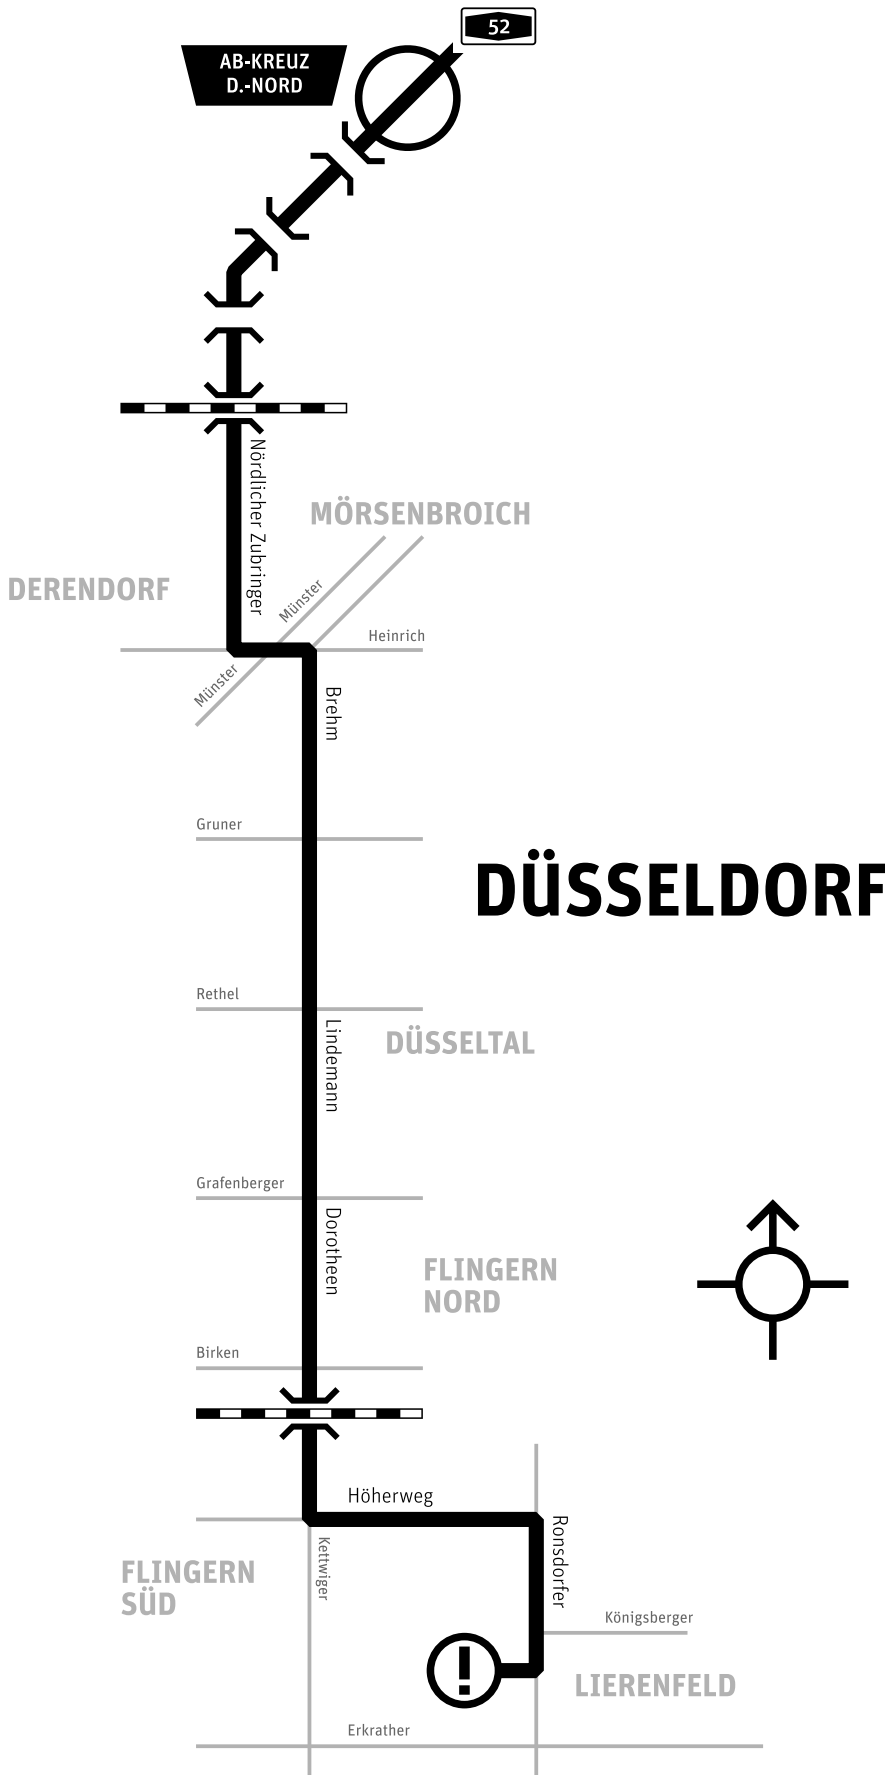 52
AB-KREUZ
D.-NORD
Nördlicher Zubringer
MÖRSENBROICH
DERENDORF
Münster
Heinrich
Münster
Brehm
Gruner
DÜSSELDORF
Rethel
Lindemann
DÜSSELTAL
Grafenberger
Dorotheen
FLINGERN
NORD
Birken
Höherweg
Ronsdorfer
Kettwiger
FLINGERN
SÜD
Königsberger
!
LIERENFELD
Erkrather